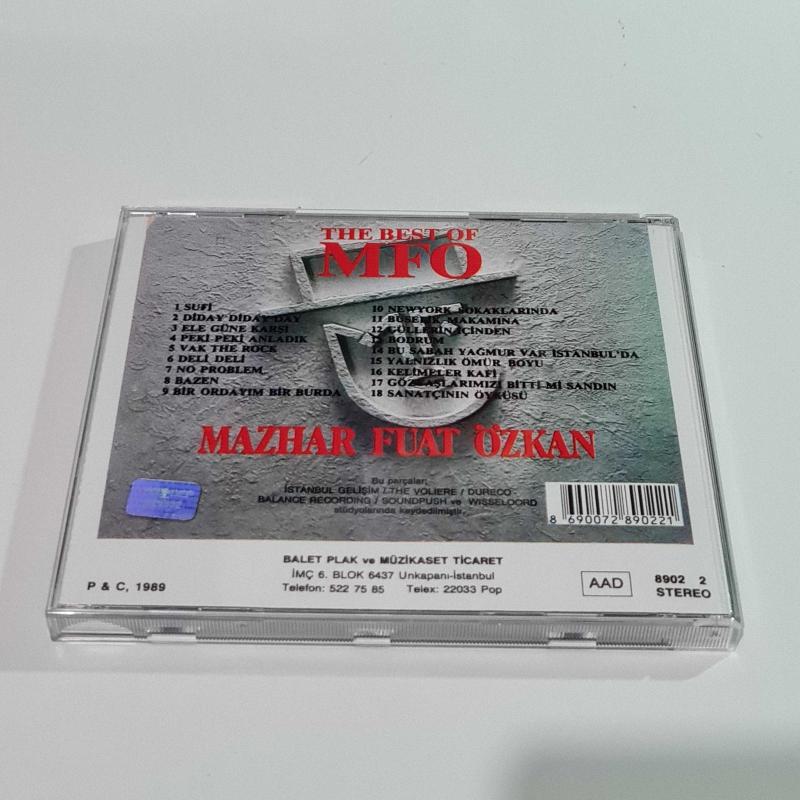 THE BEST OF
MFÖ
1 SUFİ
2 DİDAY DİDAY DAY
3 ELE GÜNE KARŞI
4 PEKİ PEKİ ANLADIK
5 VAK THE ROCK
6 DELİ DELİ
7 NO PROBLEM
8 BAZEN
9 BİR ORDAYIM BİR BURDA
10 NEWYORK SOKAKLARINDA
11 BUSELİK MAKAMINA
12 GÜLLERİN İÇİNDEN
13 BODRUM
14 BU SABAH YAĞMUR VAR İSTANBUL'DA
15 YALNIZLIK ÖMÜR BOYU
16 KELİMELER KAFİ
17 GÖZYAŞLARIMIZI BİTTİ Mİ SANDIN
18 SANATÇININ ÖYKÜSÜ
MAZHAR FUAT ÖZKAN
Bu parçalar;
İSTANBUL GELİŞİM / THE VOLIERE / DURECO
BALANCE RECORDING / SOUNDPUSH ve WISSELOORD
stüdyolarında kaydedilmiştir.
8 690072 890221
BALET PLAK ve MÜZİKASET TİCARET
İMÇ 6. BLOK 6437 Unkapanı-İstanbul
Telefon: 522 75 85 Telex: 22033 Pop
P & C, 1989
AAD
8902 2
STEREO